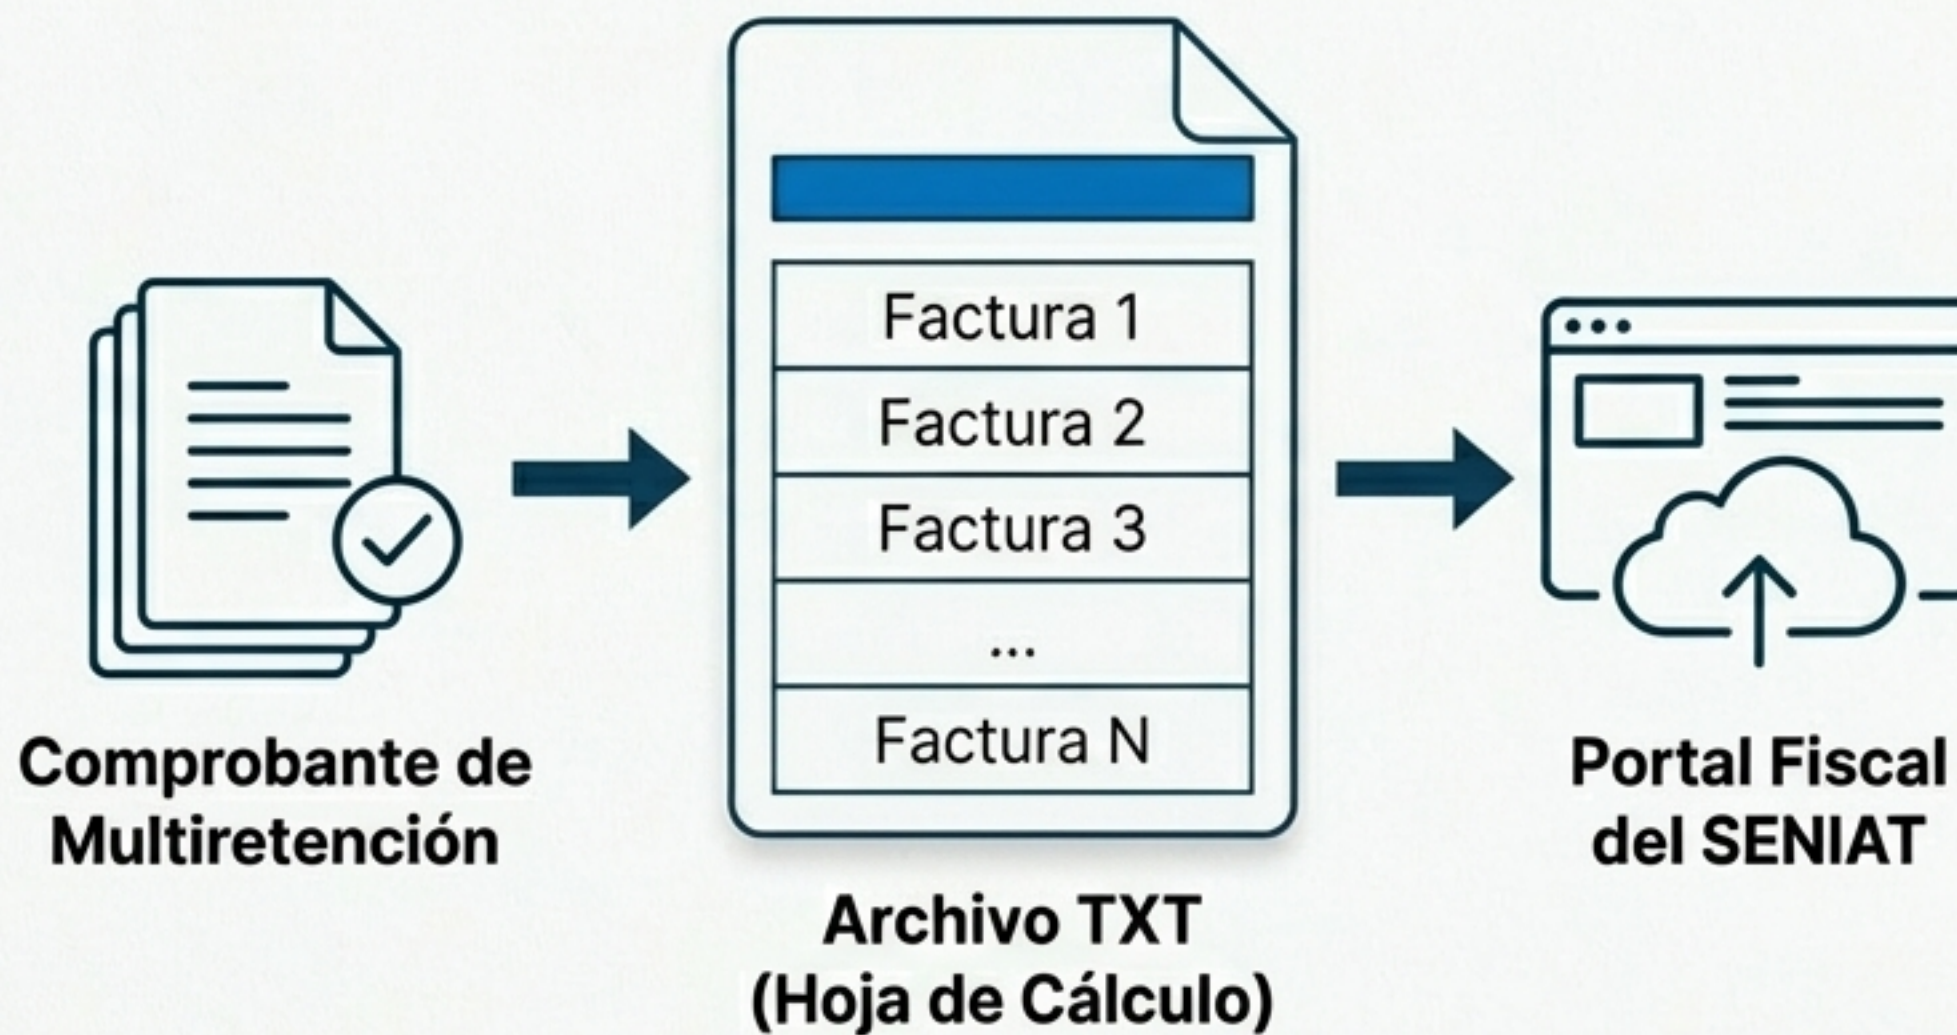 Factura 1
Factura 2
Factura 3
...
Factura N
Comprobante de
Multiretención
Archivo TXT
(Hoja de Cálculo)
Portal Fiscal
del SENIAT